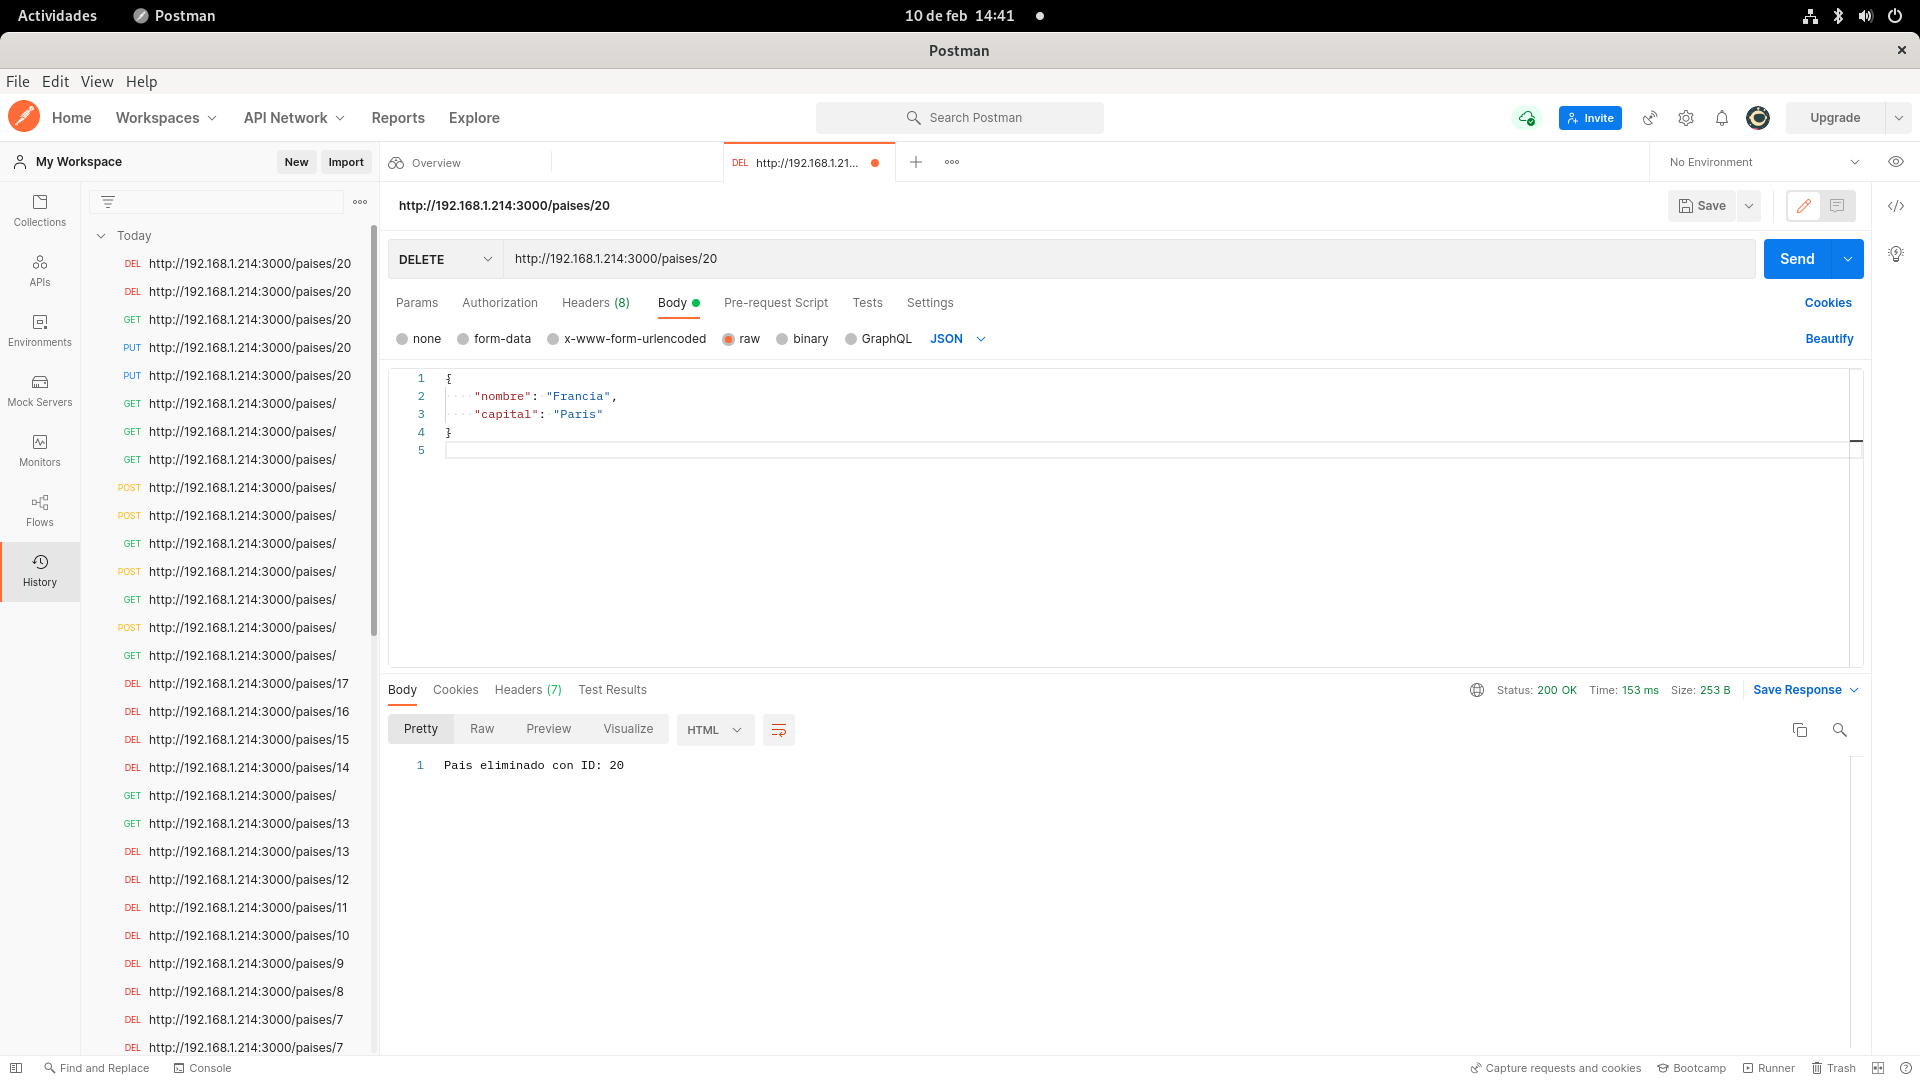 Actividades
Postman
10 de feb 14:41
Postman
File Edit View Help
Home
Workspaces
API Network
Reports
Explore
Search Postman
Invite
Upgrade
My Workspace
New
Import
Overview
DEL http://192.168.1.21...
No Environment
Collections
APIs
Environments
Mock Servers
Monitors
Flows
History
Today
DEL http://192.168.1.214:3000/paises/20
DEL http://192.168.1.214:3000/paises/20
GET http://192.168.1.214:3000/paises/20
PUT http://192.168.1.214:3000/paises/20
PUT http://192.168.1.214:3000/paises/20
GET http://192.168.1.214:3000/paises/
GET http://192.168.1.214:3000/paises/
GET http://192.168.1.214:3000/paises/
POST http://192.168.1.214:3000/paises/
POST http://192.168.1.214:3000/paises/
GET http://192.168.1.214:3000/paises/
POST http://192.168.1.214:3000/paises/
GET http://192.168.1.214:3000/paises/
POST http://192.168.1.214:3000/paises/
GET http://192.168.1.214:3000/paises/
DEL http://192.168.1.214:3000/paises/17
DEL http://192.168.1.214:3000/paises/16
DEL http://192.168.1.214:3000/paises/15
DEL http://192.168.1.214:3000/paises/14
GET http://192.168.1.214:3000/paises/
GET http://192.168.1.214:3000/paises/13
DEL http://192.168.1.214:3000/paises/13
DEL http://192.168.1.214:3000/paises/12
DEL http://192.168.1.214:3000/paises/11
DEL http://192.168.1.214:3000/paises/10
DEL http://192.168.1.214:3000/paises/9
DEL http://192.168.1.214:3000/paises/8
DEL http://192.168.1.214:3000/paises/7
DEL http://192.168.1.214:3000/paises/7
http://192.168.1.214:3000/paises/20
Save
DELETE
http://192.168.1.214:3000/paises/20
Send
Params
Authorization
Headers (8)
Body
Pre-request Script
Tests
Settings
Cookies
none
form-data
x-www-form-urlencoded
raw
binary
GraphQL
JSON
Beautify
1 {
2 "nombre": "Francia",
3 "capital": "Paris"
4 }
5
Body
Cookies
Headers (7)
Test Results
Status: 200 OK Time: 153 ms Size: 253 B
Save Response
Pretty
Raw
Preview
Visualize
HTML
1 Pais eliminado con ID: 20
Find and Replace
Console
Capture requests and cookies
Bootcamp
Runner
Trash